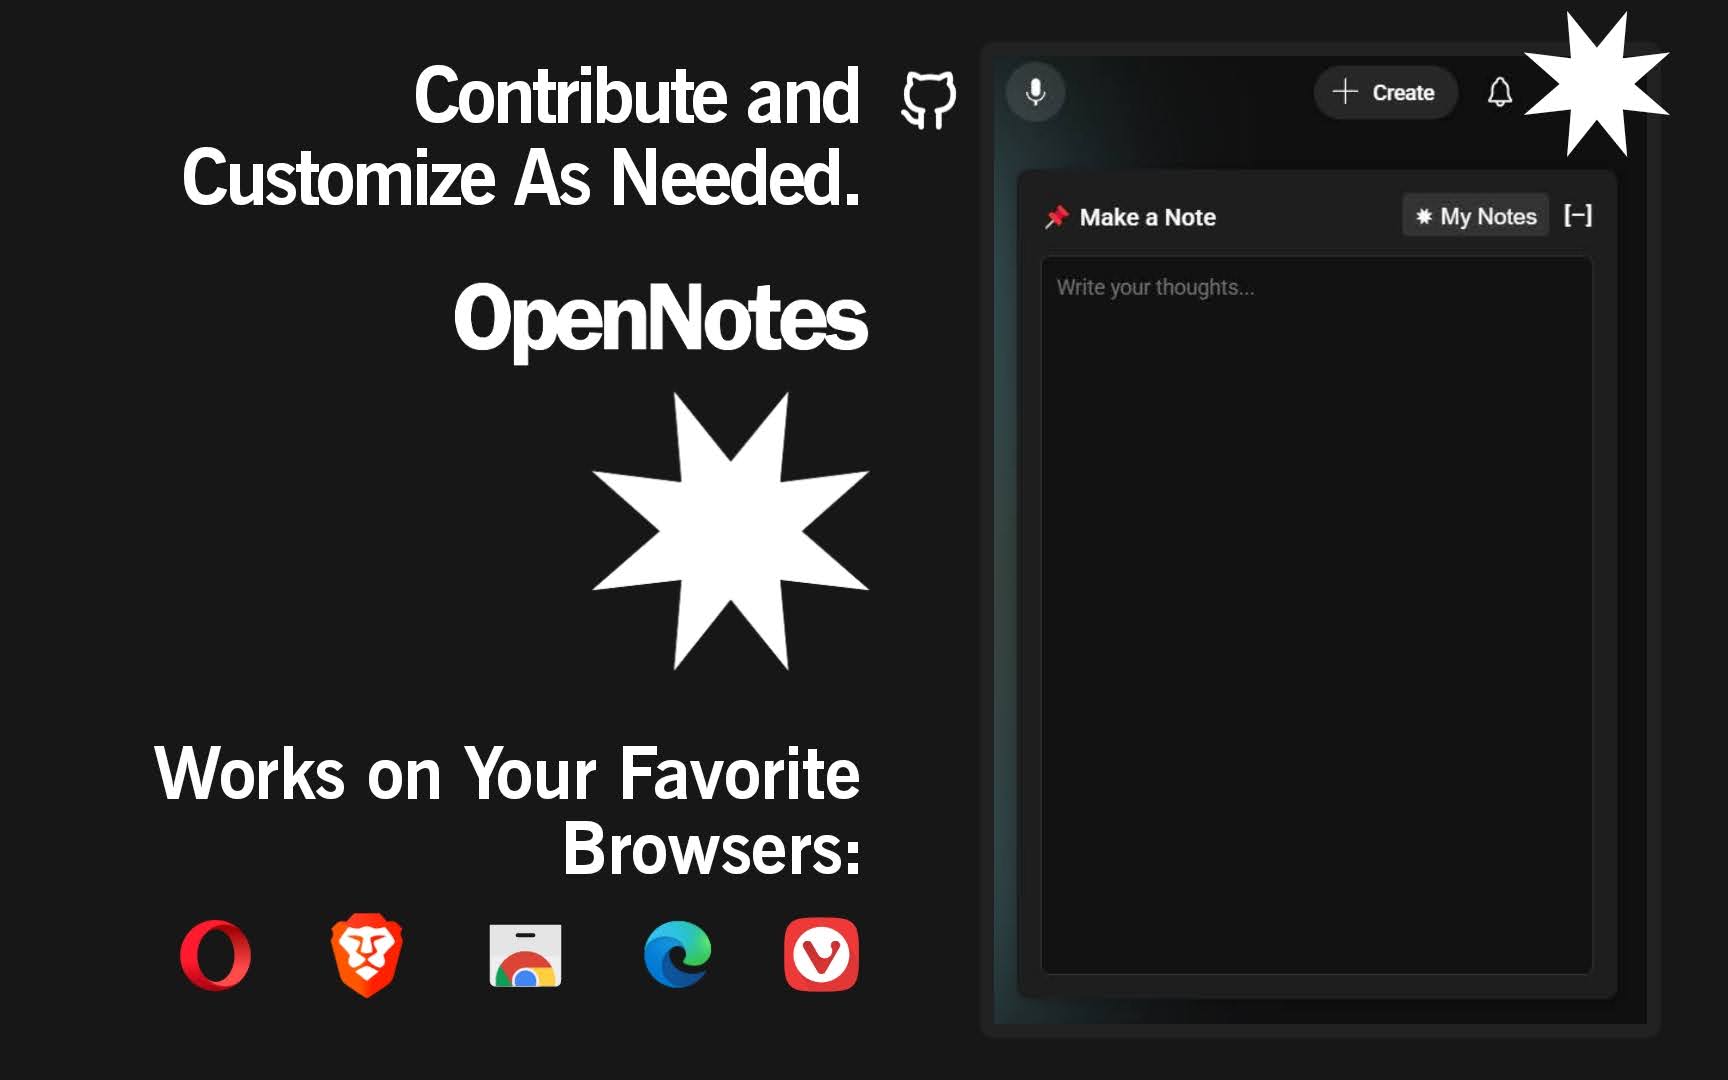 Contribute and
Customize As Needed.
OpenNotes
Works on Your Favorite
Browsers:
Create
Make a Note
My Notes
[–]
Write your thoughts...